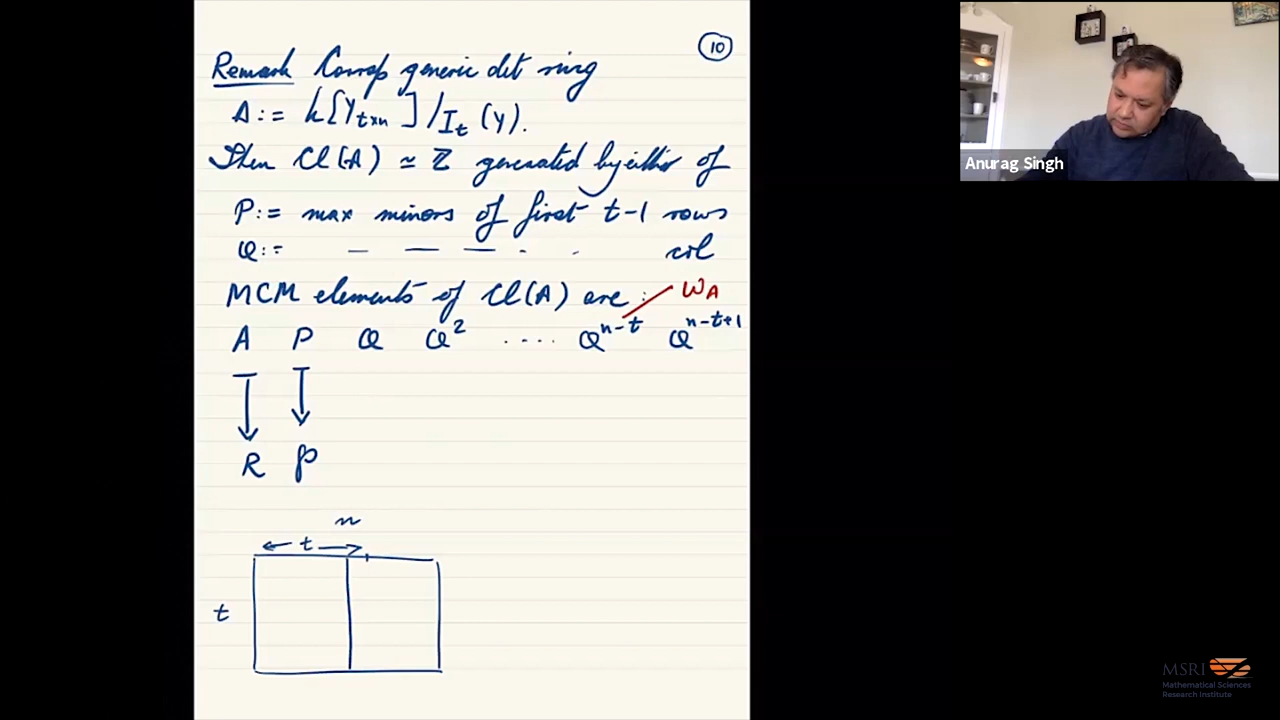 10
Remark Corresp generic det ring
A := k[Y_{t×n}] / I_t (Y).
Then Cl(A) ≃ ℤ generated by either of
P := max minors of first t-1 rows
Q := — — — . . col
MCM elements of Cl(A) are : ω_A
A P Q Q^2 .... Q^{n-t} Q^{n-t+1}
R ℘
n
← t →
t
Anurag Singh
MSRI
Mathematical Sciences
Research Institute